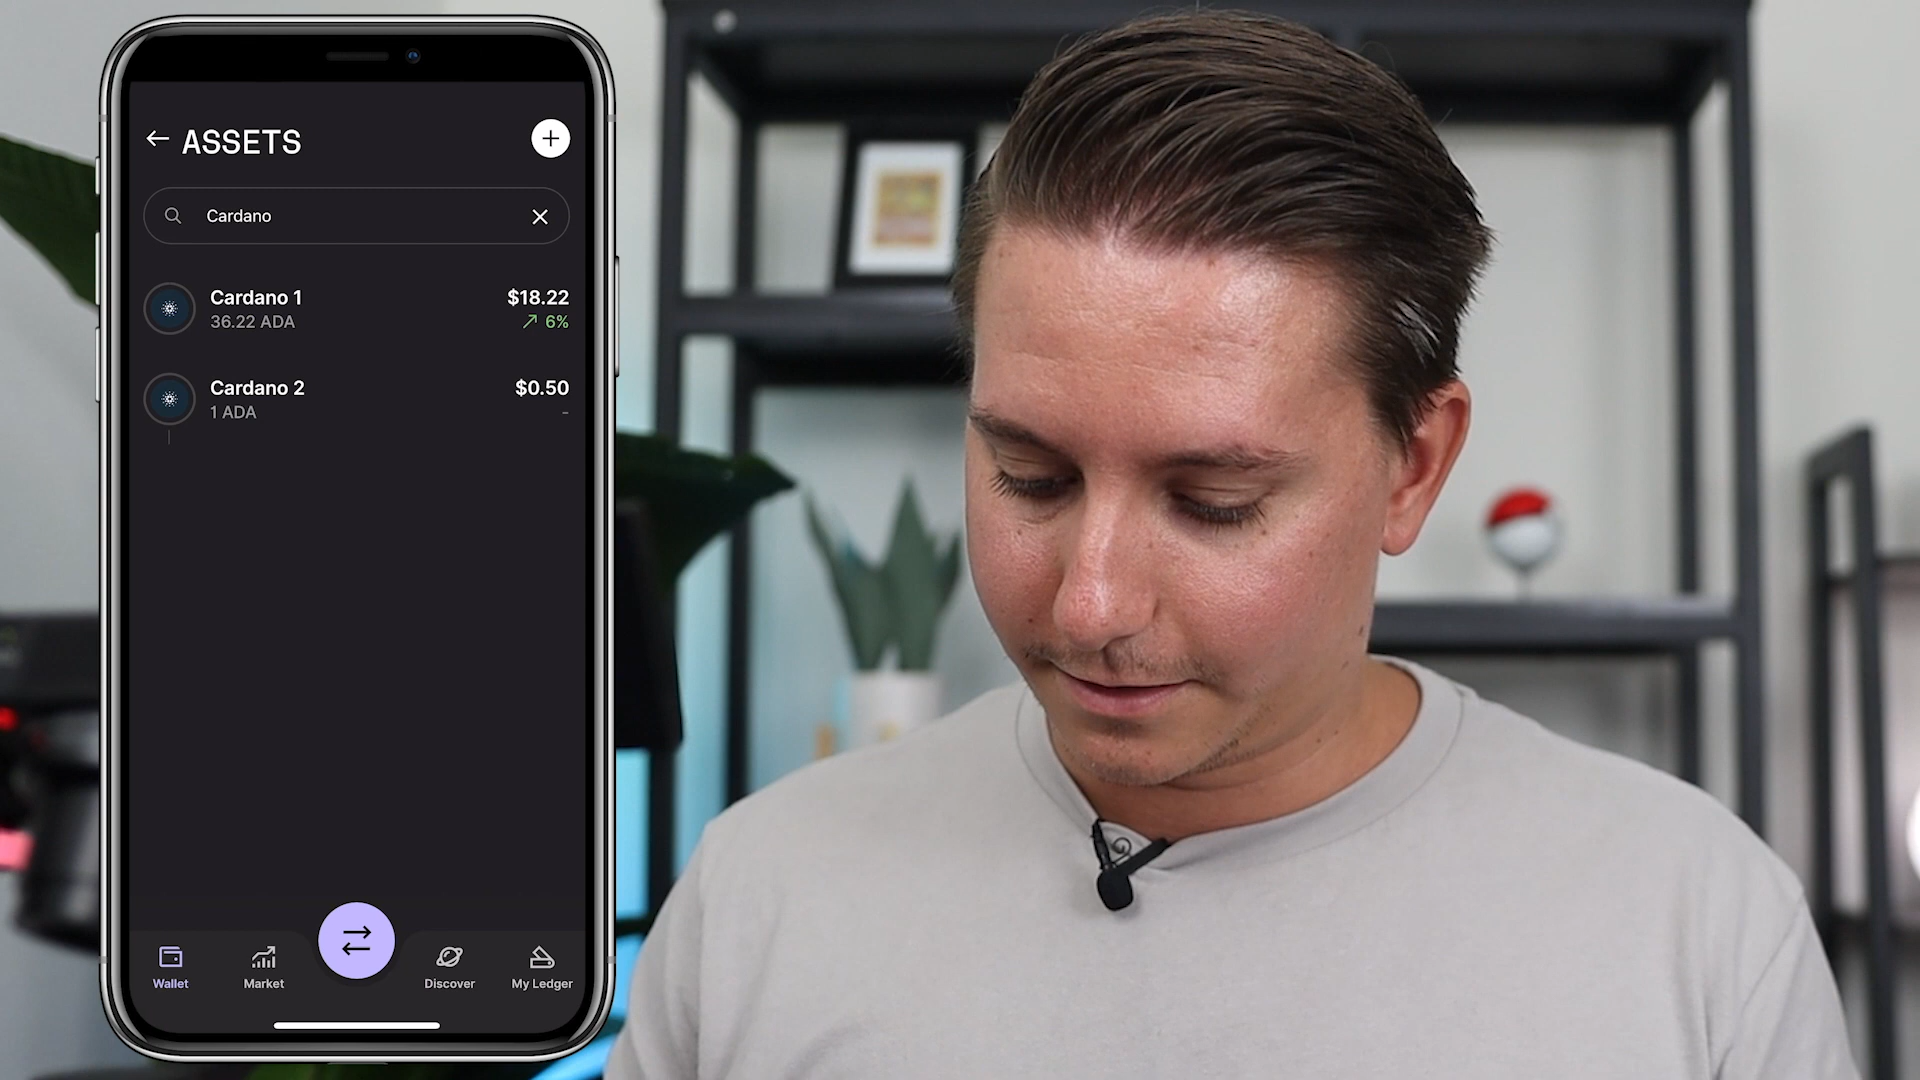 ASSETS
Cardano
Cardano 1
$18.22
36.22 ADA
6%
Cardano 2
$0.50
1 ADA
-
Wallet
Market
Discover
My Ledger